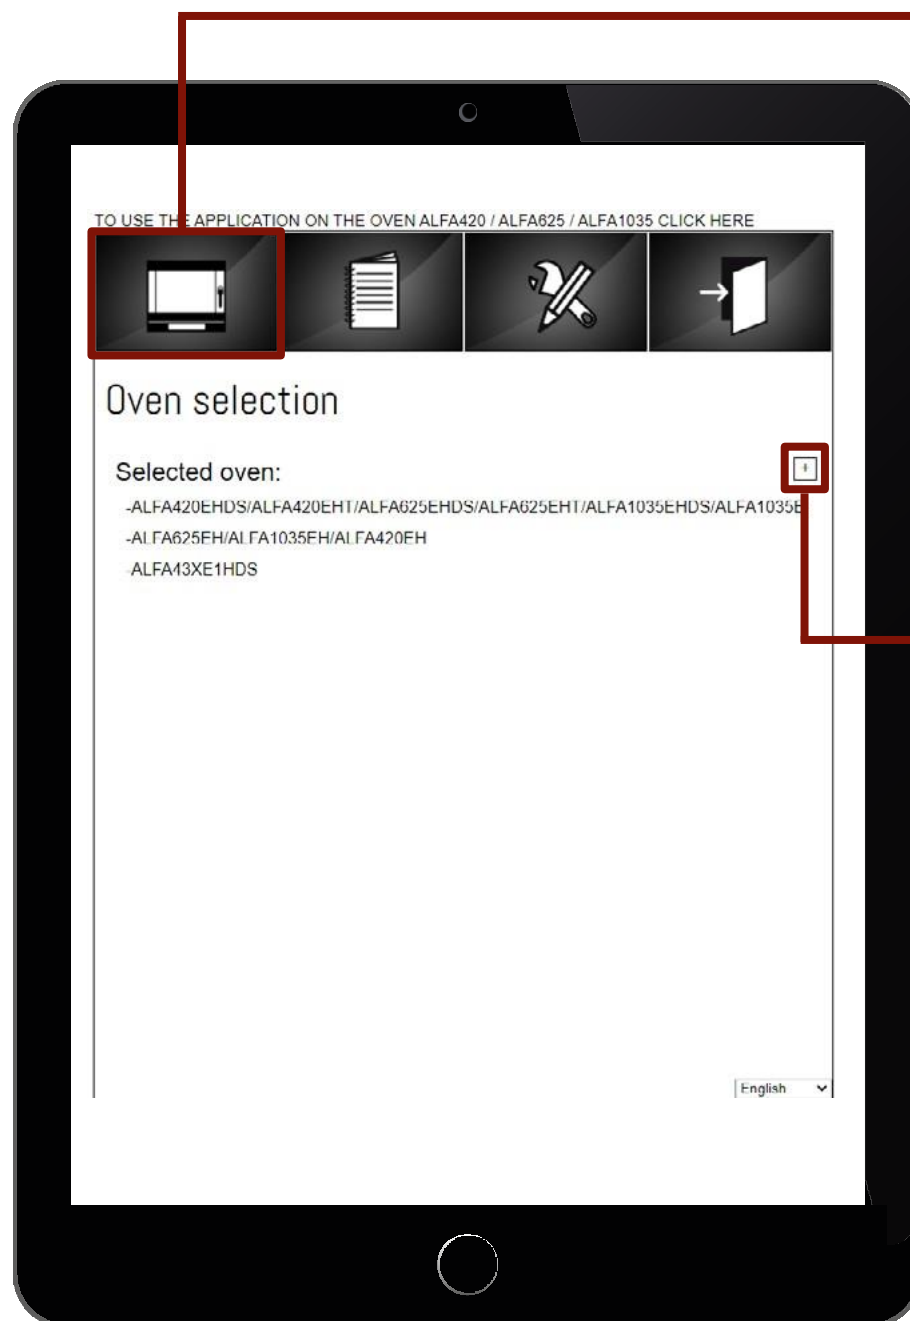 TO USE THE APPLICATION ON THE OVEN ALFA420 / ALFA625 / ALFA1035 CLICK HERE
Oven selection
Selected oven:
+
-ALFA420EHDS/ALFA420EHT/ALFA625EHDS/ALFA625EHT/ALFA1035EHDS/ALFA1035E
-ALFA625EH/ALFA1035EH/ALFA420EH
-ALFA43XE1HDS
English